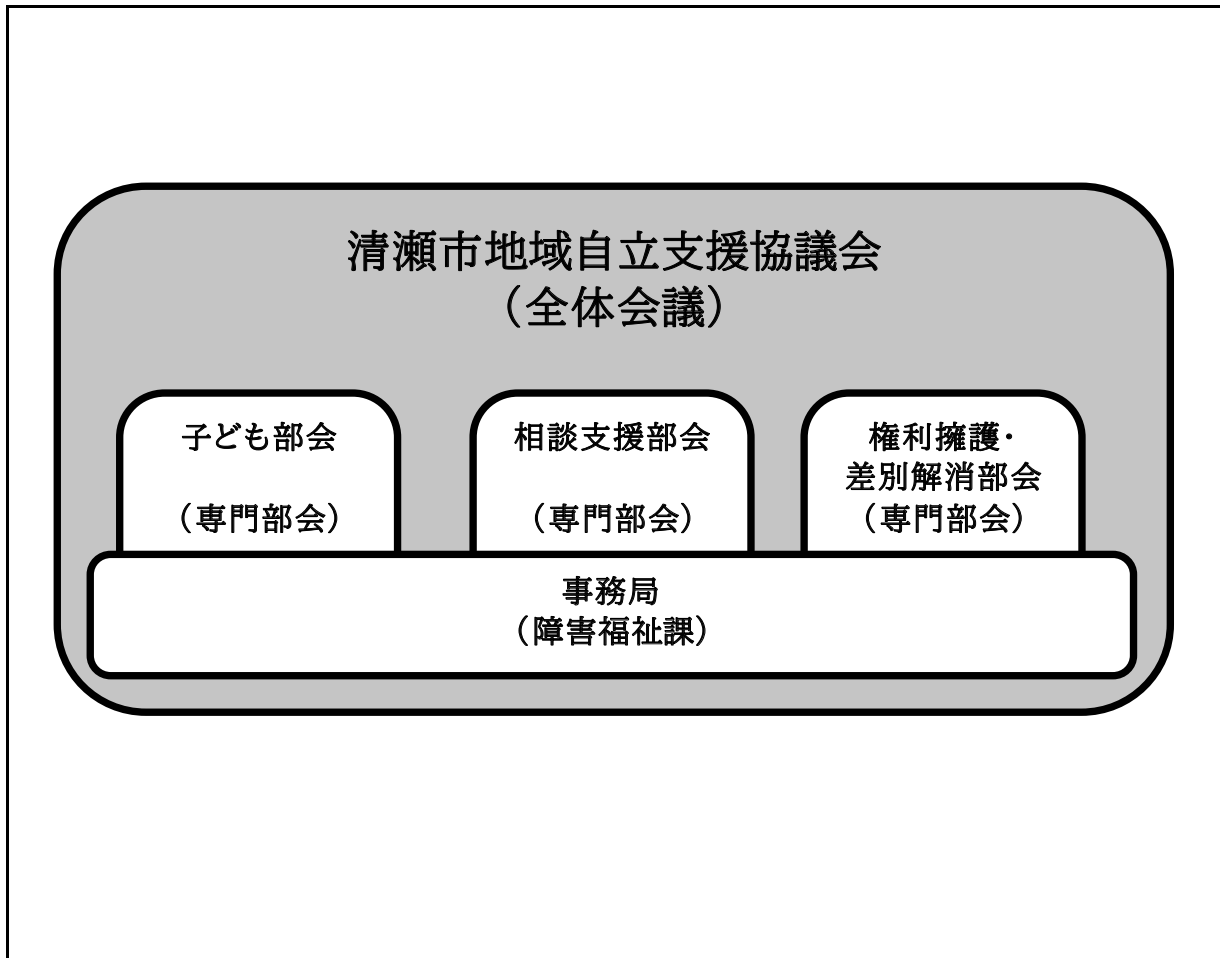 清瀬市地域自立支援協議会
（全体会議）
子ども部会
（専門部会）
相談支援部会
（専門部会）
権利擁護・
差別解消部会
（専門部会）
事務局
（障害福祉課）